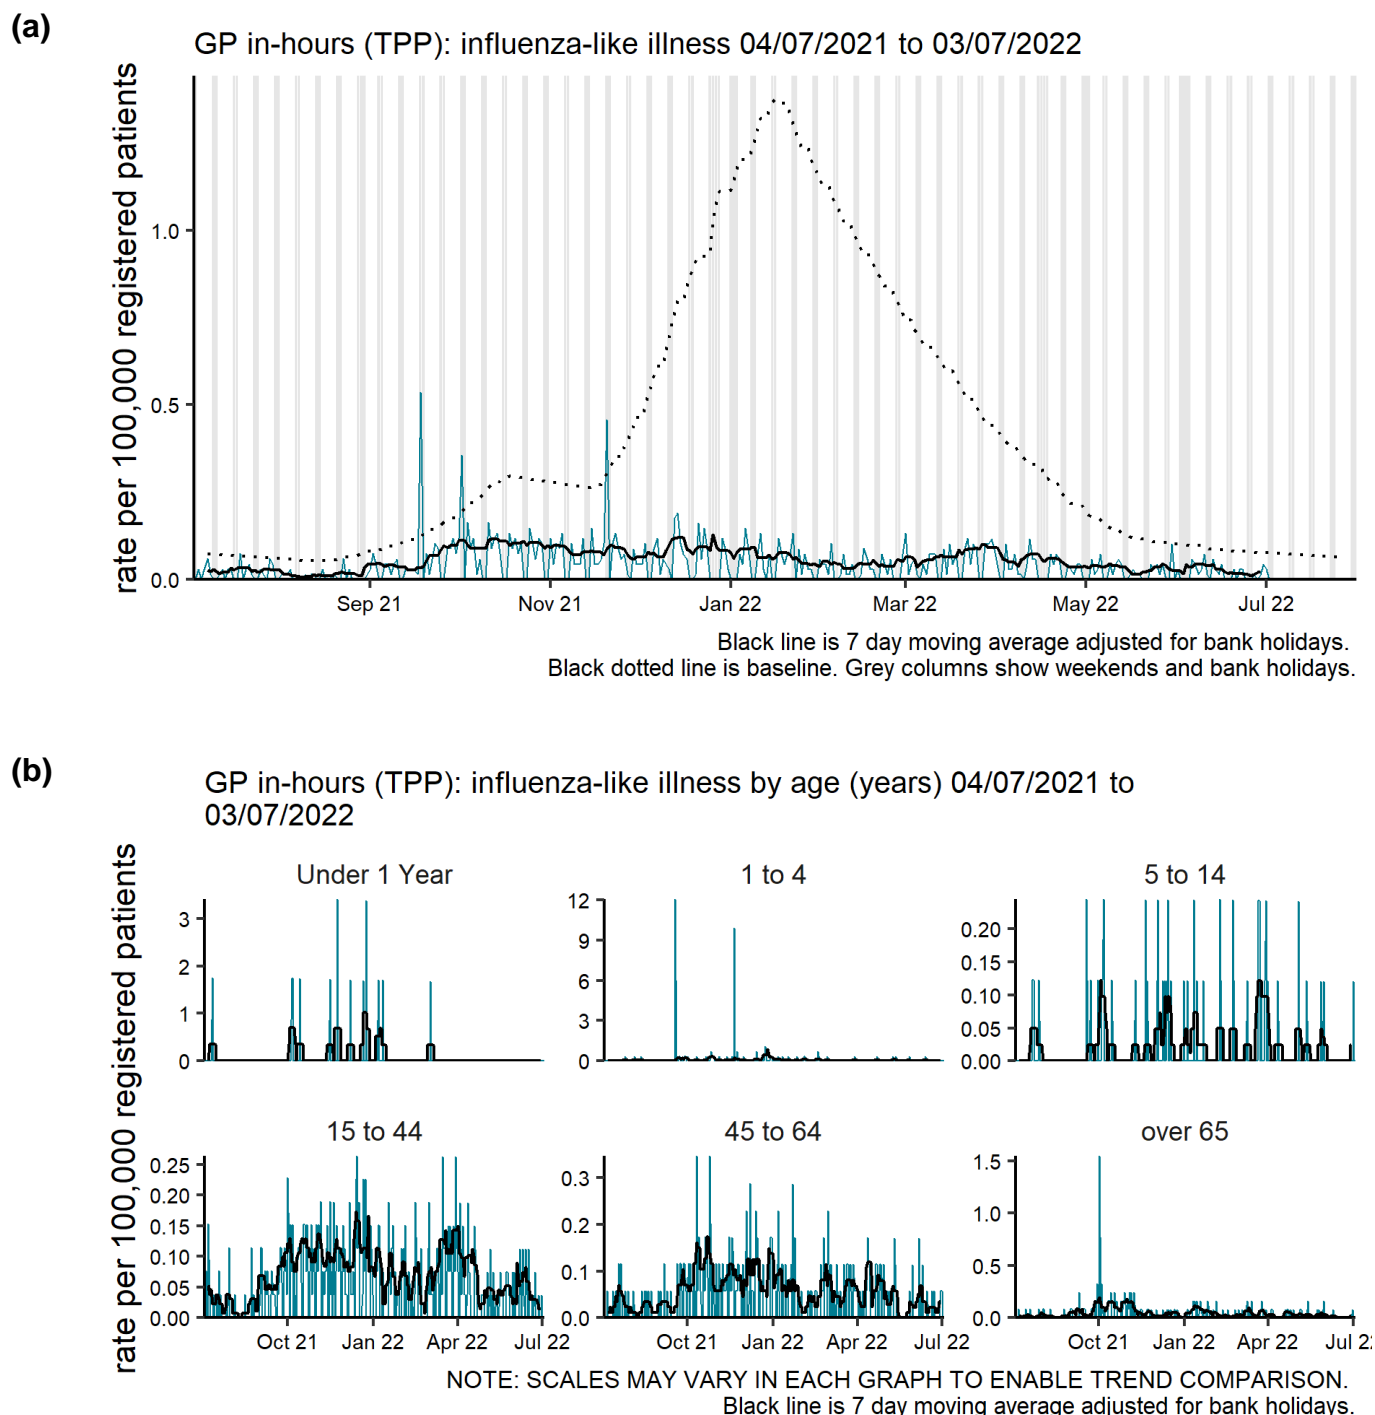 (a)
GP in-hours (TPP): influenza-like illness 04/07/2021 to 03/07/2022
rate per 100,000 registered patients
1.0
0.5
0.0
Sep 21 Nov 21 Jan 22 Mar 22 May 22 Jul 22
Black line is 7 day moving average adjusted for bank holidays.
Black dotted line is baseline. Grey columns show weekends and bank holidays.
(b)
GP in-hours (TPP): influenza-like illness by age (years) 04/07/2021 to
03/07/2022
rate per 100,000 registered patients
Under 1 Year
3
2
1
0
1 to 4
12
9
6
3
0
5 to 14
0.20
0.15
0.10
0.05
0.00
15 to 44
0.25
0.20
0.15
0.10
0.05
0.00
Oct 21 Jan 22 Apr 22 Jul 22
45 to 64
0.3
0.2
0.1
0.0
Oct 21 Jan 22 Apr 22 Jul 22
over 65
1.5
1.0
0.5
0.0
Oct 21 Jan 22 Apr 22 Jul 2
NOTE: SCALES MAY VARY IN EACH GRAPH TO ENABLE TREND COMPARISON.
Black line is 7 day moving average adjusted for bank holidays.